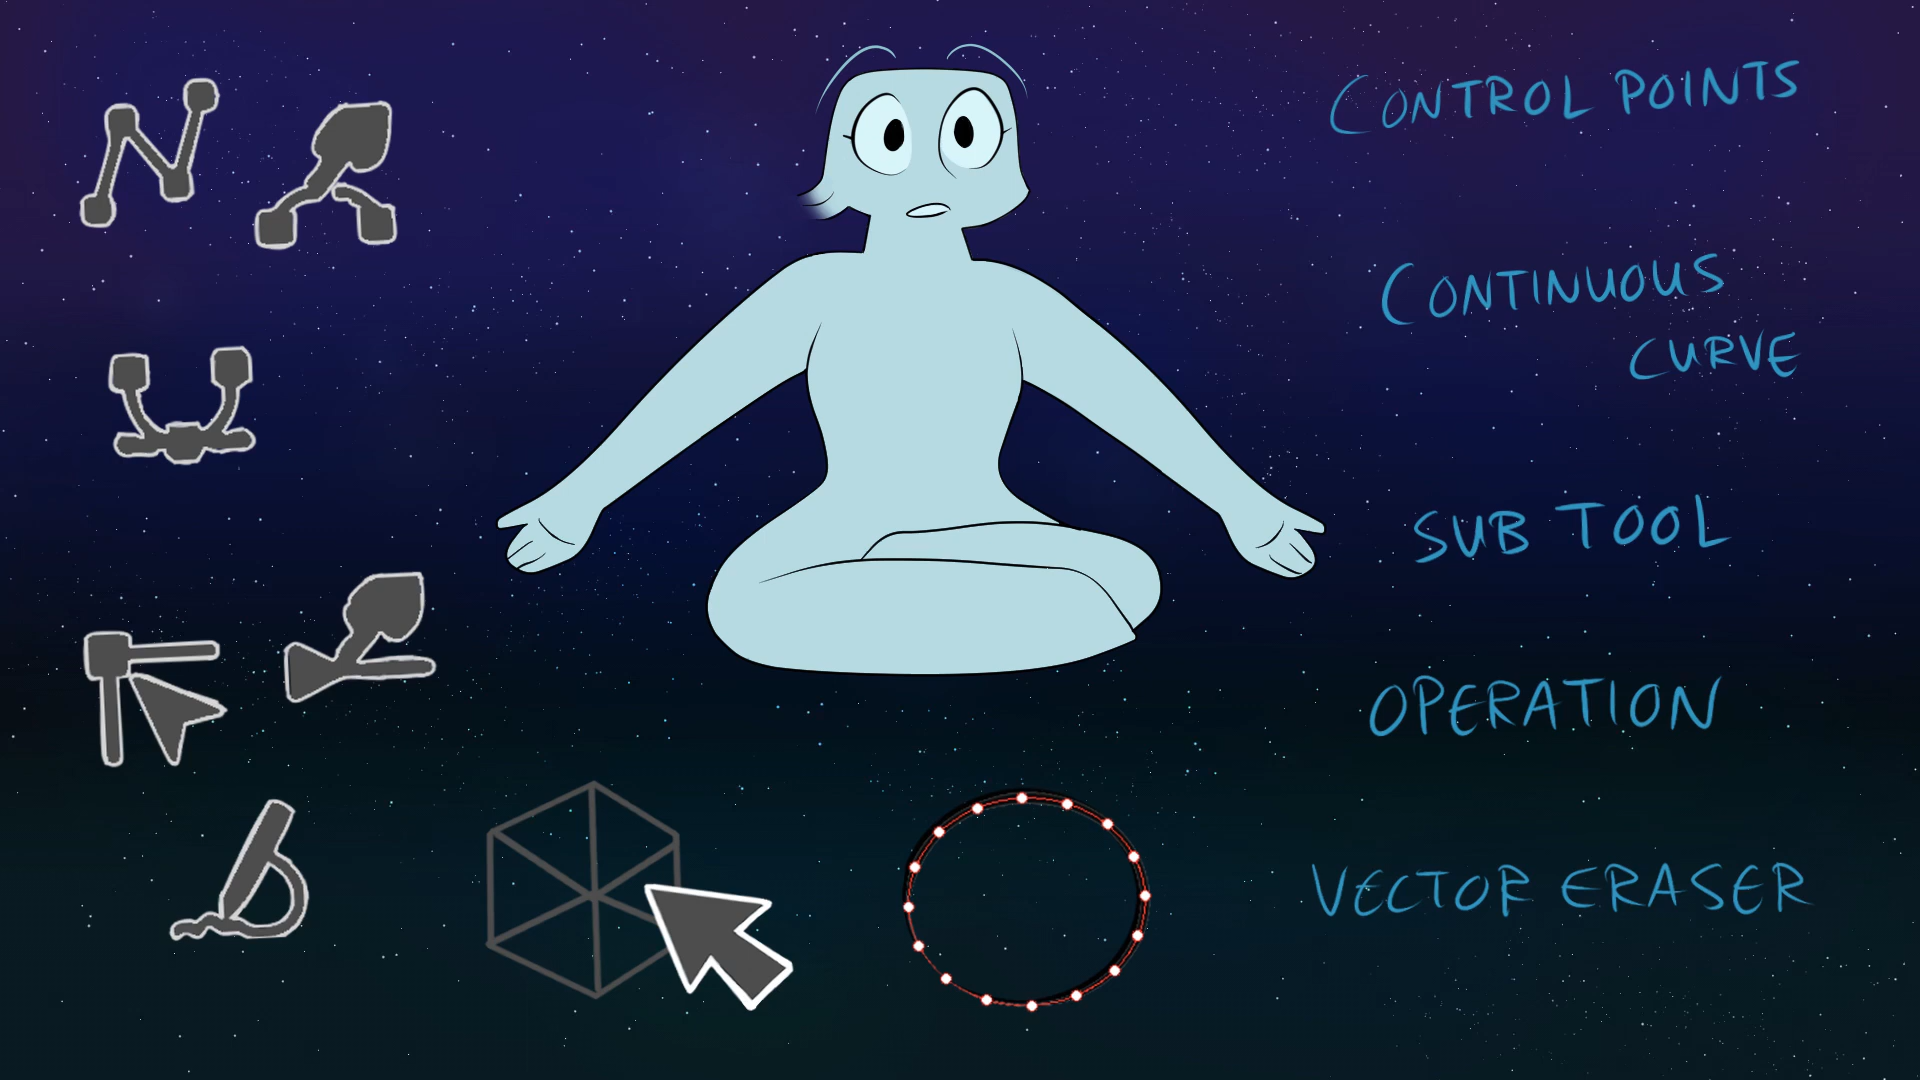 CONTROL POINTS
CONTINUOUS
CURVE
SUB TOOL
OPERATION
VECTOR ERASER